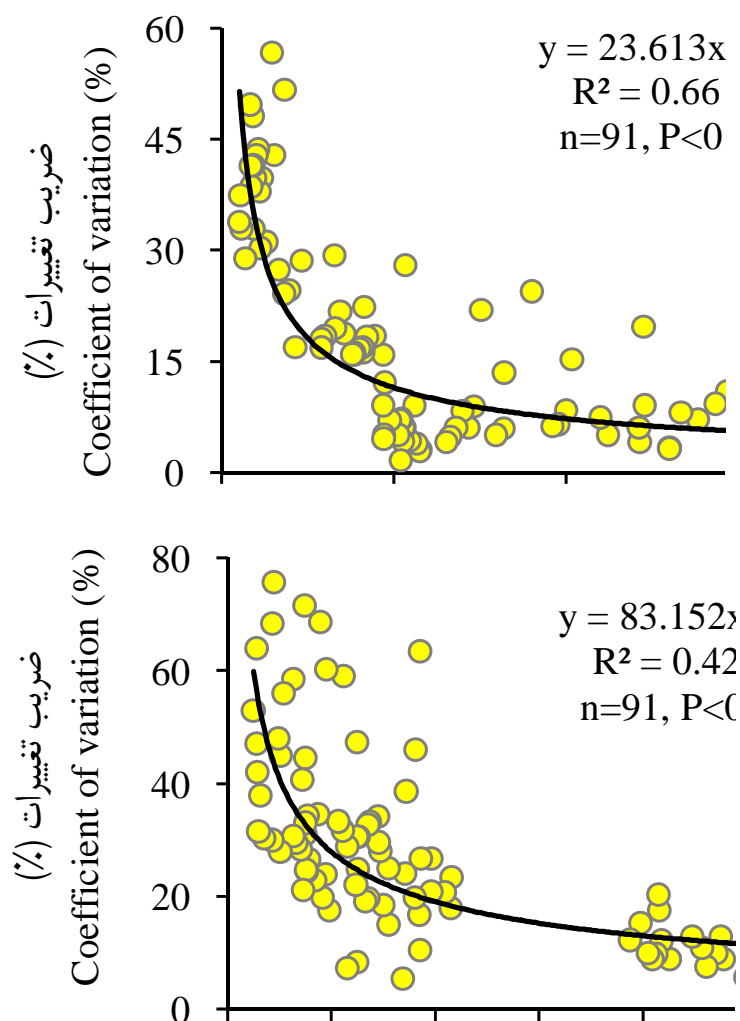 60
45
30
15
0
ضریب تغییرات (%)
Coefficient of variation (%)
y = 23.613x
R² = 0.66
n=91, P<0
80
60
40
20
0
ضریب تغییرات (%)
Coefficient of variation (%)
y = 83.152x
R² = 0.42
n=91, P<0